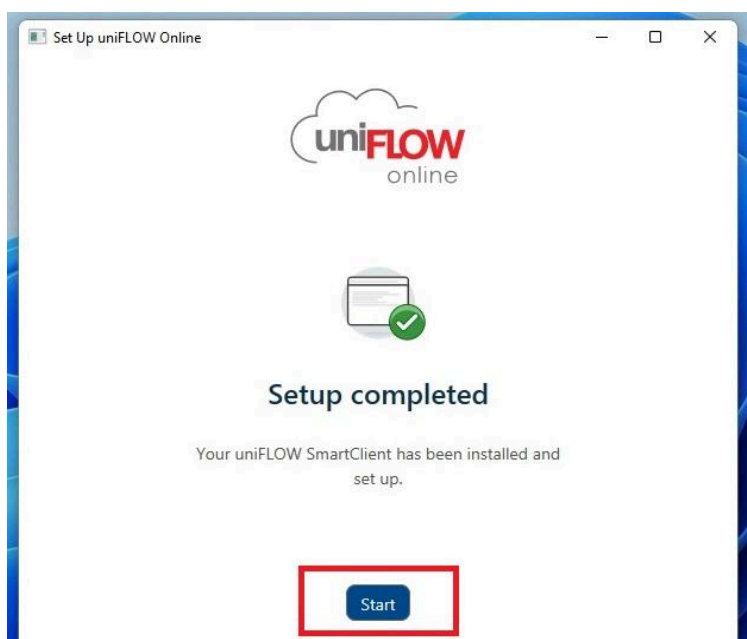 Set Up uniFLOW Online
uniFLOW
online
Setup completed
Your uniFLOW SmartClient has been installed and
set up.
Start